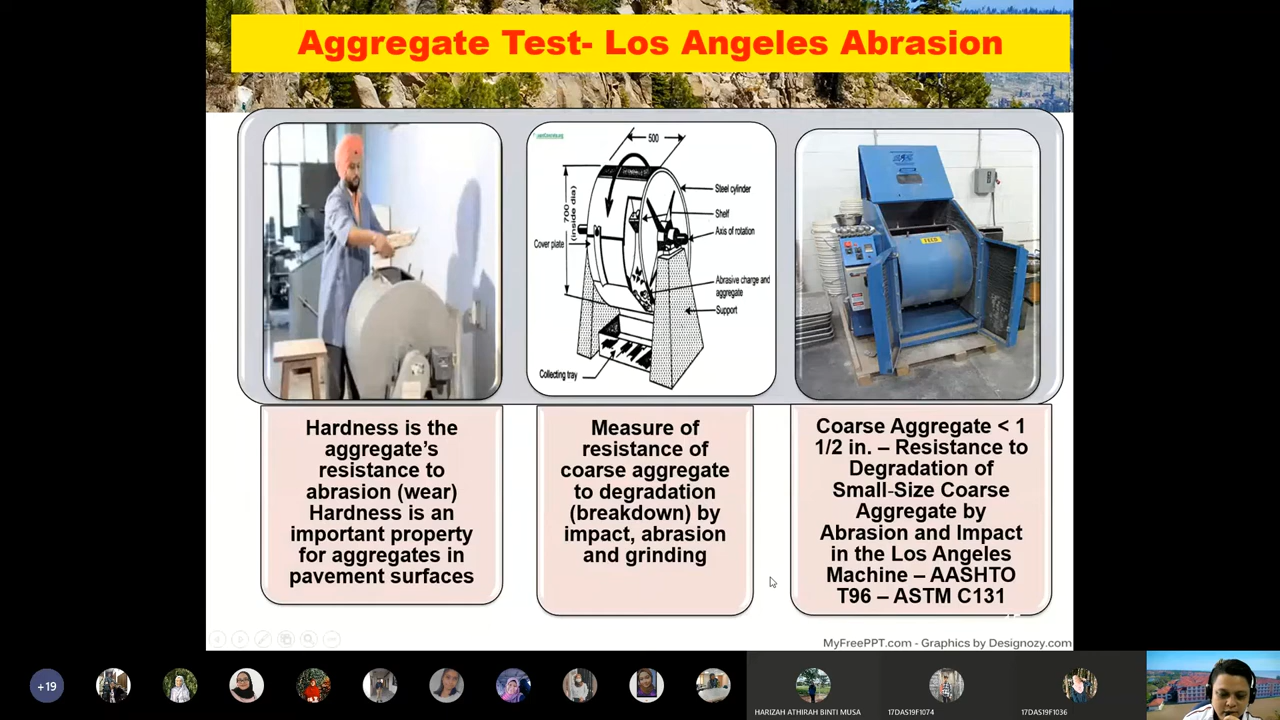 Aggregate Test- Los Angeles Abrasion
500
700
(inside dia)
Steel cylinder
Shelf
Axis of rotation
Cover plate
Abrasive charge and
aggregate
Support
Collecting tray
Hardness is the
aggregate’s
resistance to
abrasion (wear)
Hardness is an
important property
for aggregates in
pavement surfaces
Measure of
resistance of
coarse aggregate
to degradation
(breakdown) by
impact, abrasion
and grinding
Coarse Aggregate < 1
1/2 in. – Resistance to
Degradation of
Small-Size Coarse
Aggregate by
Abrasion and Impact
in the Los Angeles
Machine – AASHTO
T96 – ASTM C131
MyFreePPT.com - Graphics by Designozy.com
+19
HARIZAH ATHIRAH BINTI MUSA
17DAS19F1074
17DAS19F1036